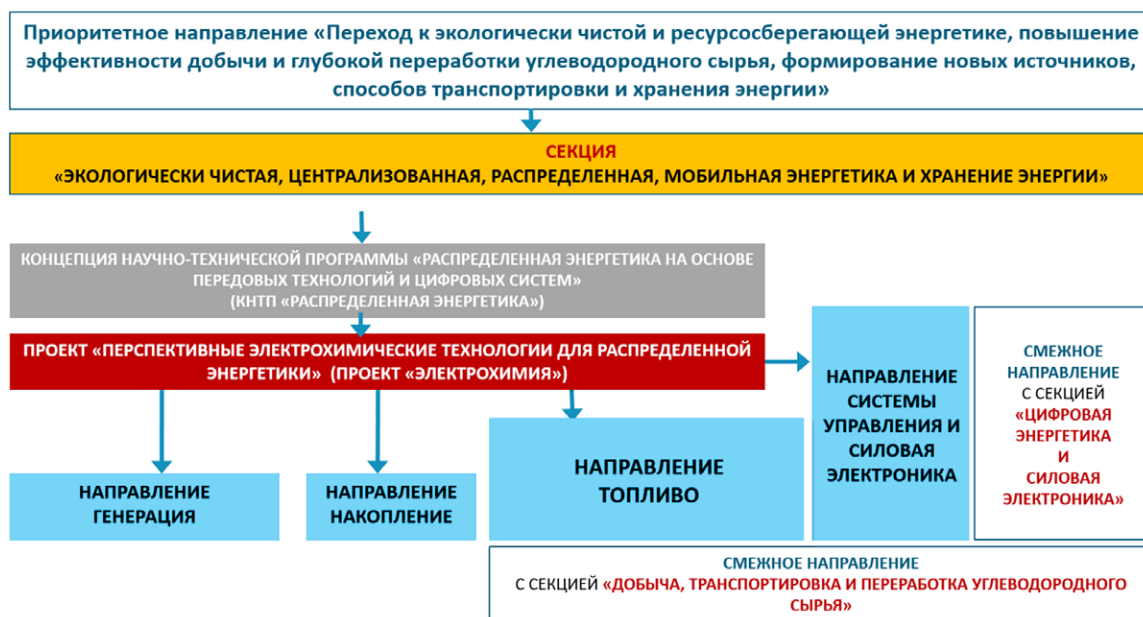 Приоритетное направление «Переход к экологически чистой и ресурсосберегающей энергетике, повышение
эффективности добычи и глубокой переработки углеводородного сырья, формирование новых источников,
способов транспортировки и хранения энергии»
СЕКЦИЯ
«ЭКОЛОГИЧЕСКИ ЧИСТАЯ, ЦЕНТРАЛИЗОВАННАЯ, РАСПРЕДЕЛЕННАЯ, МОБИЛЬНАЯ ЭНЕРГЕТИКА И ХРАНЕНИЕ ЭНЕРГИИ»
КОНЦЕПЦИЯ НАУЧНО-ТЕХНИЧЕСКОЙ ПРОГРАММЫ «РАСПРЕДЕЛЕННАЯ ЭНЕРГЕТИКА НА ОСНОВЕ
ПЕРЕДОВЫХ ТЕХНОЛОГИЙ И ЦИФРОВЫХ СИСТЕМ»
(КНТП «РАСПРЕДЕЛЕННАЯ ЭНЕРГЕТИКА»)
ПРОЕКТ «ПЕРСПЕКТИВНЫЕ ЭЛЕКТРОХИМИЧЕСКИЕ ТЕХНОЛОГИИ ДЛЯ РАСПРЕДЕЛЕННОЙ
ЭНЕРГЕТИКИ» (ПРОЕКТ «ЭЛЕКТРОХИМИЯ»)
НАПРАВЛЕНИЕ
ГЕНЕРАЦИЯ
НАПРАВЛЕНИЕ
НАКОПЛЕНИЕ
НАПРАВЛЕНИЕ
ТОПЛИВО
НАПРАВЛЕНИЕ
СИСТЕМЫ
УПРАВЛЕНИЯ И
СИЛОВАЯ
ЭЛЕКТРОНИКА
СМЕЖНОЕ
НАПРАВЛЕНИЕ
С СЕКЦИЕЙ
«ЦИФРОВАЯ
ЭНЕРГЕТИКА
И
СИЛОВАЯ
ЭЛЕКТРОНИКА»
СМЕЖНОЕ НАПРАВЛЕНИЕ
С СЕКЦИЕЙ «ДОБЫЧА, ТРАНСПОРТИРОВКА И ПЕРЕРАБОТКА УГЛЕВОДОРОДНОГО
СЫРЬЯ»